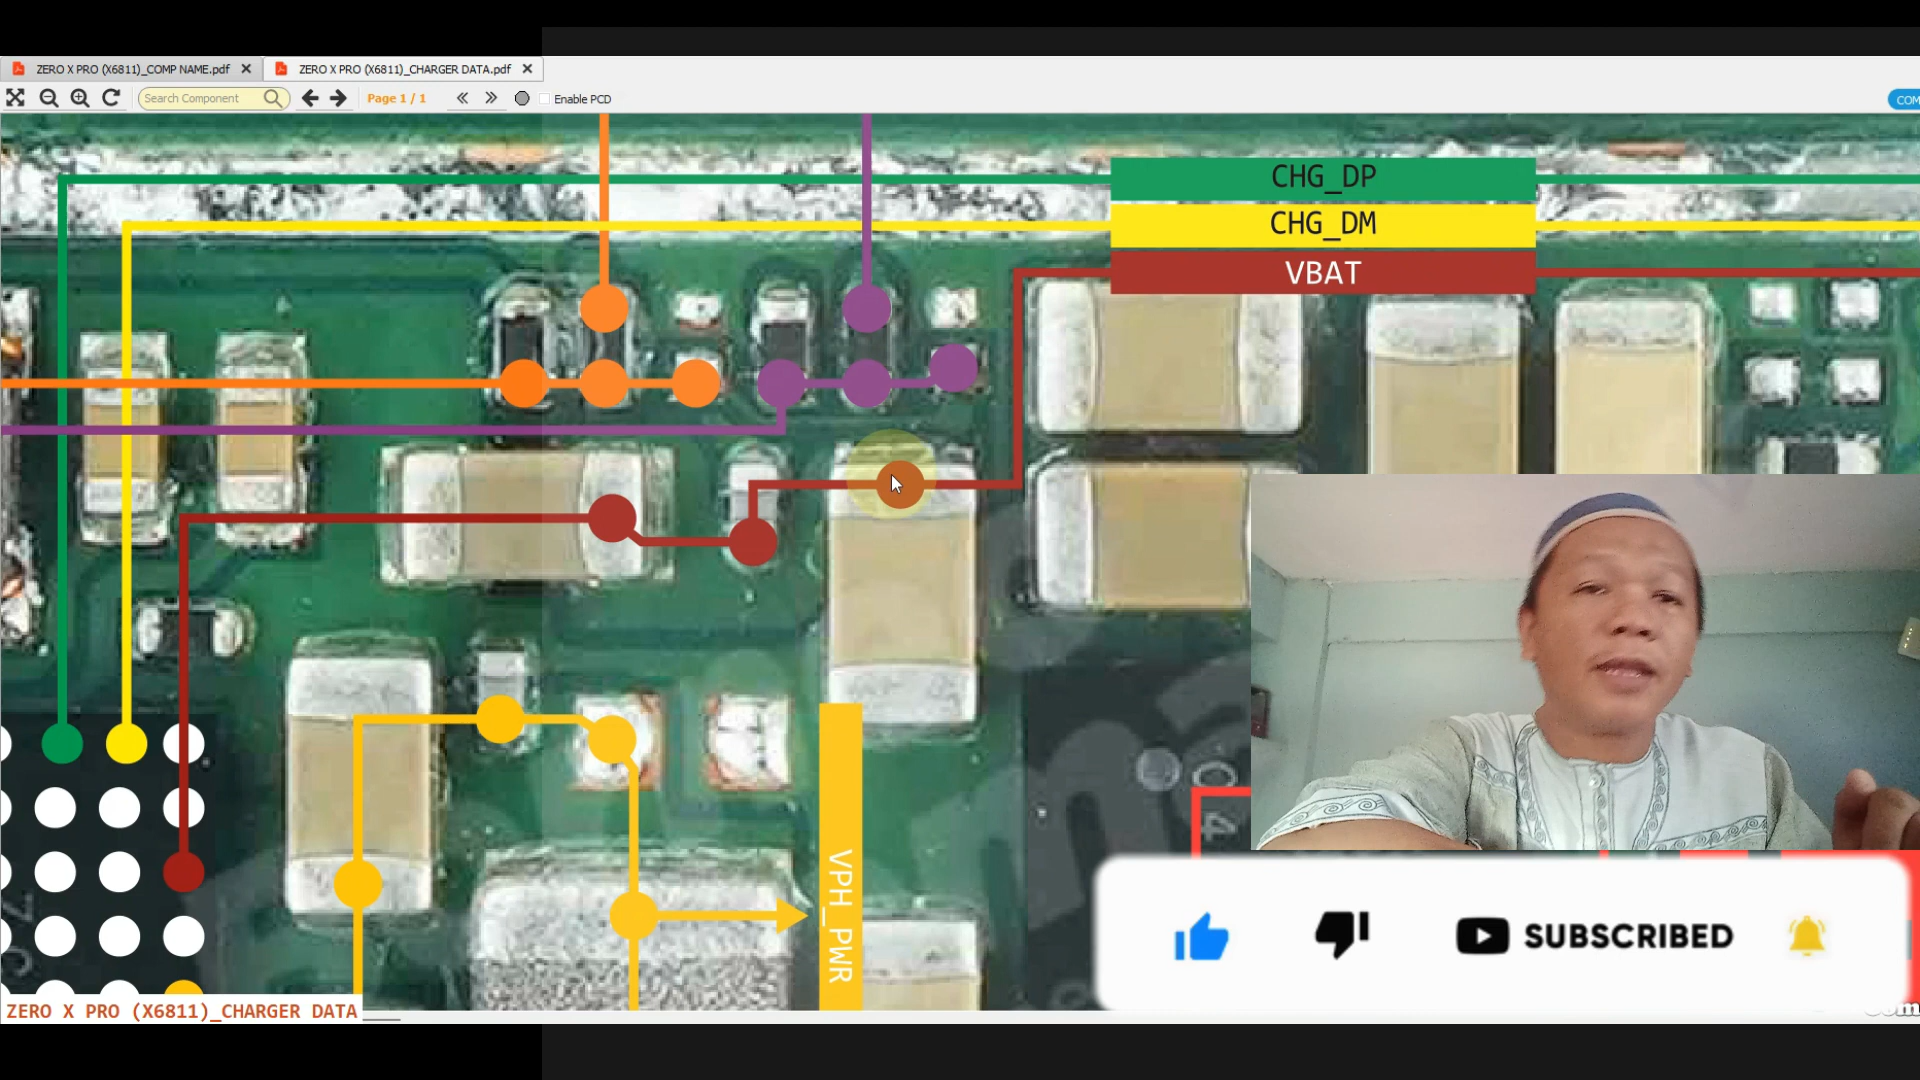 ZERO X PRO (X6811)_COMP NAME.pdf
ZERO X PRO (X6811)_CHARGER DATA.pdf
Search Component
Page 1 / 1
Enable PCD
COM
CHG_DP
CHG_DM
VBAT
VPH_PWR
SUBSCRIBED
ZERO X PRO (X6811)_CHARGER DATA